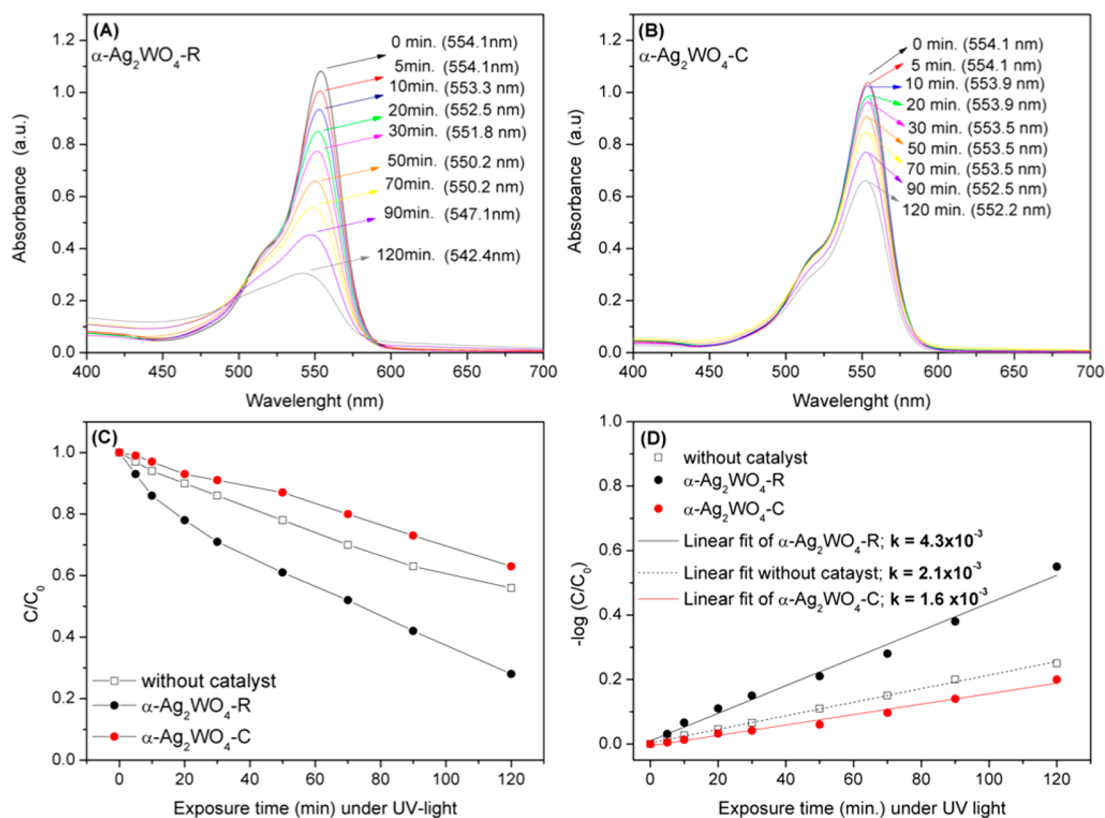 (A)
α-Ag₂WO₄-R
0 min. (554.1nm)
5min. (554.1nm)
10min. (553.3 nm)
20min. (552.5 nm)
30min. (551.8 nm)
50min. (550.2 nm)
70min. (550.2 nm)
90min. (547.1nm)
120min. (542.4nm)
Absorbance (a.u.)
1.2
1.0
0.8
0.6
0.4
0.2
0.0
400 450 500 550 600 650 700
Wavelenght (nm)
(B)
α-Ag₂WO₄-C
0 min. (554.1 nm)
5 min. (554.1 nm)
10 min. (553.9 nm)
20 min. (553.9 nm)
30 min. (553.5 nm)
50 min. (553.5 nm)
70 min. (553.5 nm)
90 min. (552.5 nm)
120 min. (552.2 nm)
Absorbance (a.u)
1.2
1.0
0.8
0.6
0.4
0.2
0.0
400 450 500 550 600 650 700
Wavelenght (nm)
(C)
C/C₀
1.0
0.8
0.6
0.4
0.2
0.0
without catalyst
α-Ag₂WO₄-R
α-Ag₂WO₄-C
0 20 40 60 80 100 120
Exposure time (min) under UV-light
(D)
without catalyst
α-Ag₂WO₄-R
α-Ag₂WO₄-C
Linear fit of α-Ag₂WO₄-R; k = 4.3x10⁻³
Linear fit without catayst; k = 2.1x10⁻³
Linear fit of α-Ag₂WO₄-C; k = 1.6 x10⁻³
-log (C/C₀)
1.0
0.8
0.6
0.4
0.2
0.0
0 20 40 60 80 100 120
Exposure time (min.) under UV light